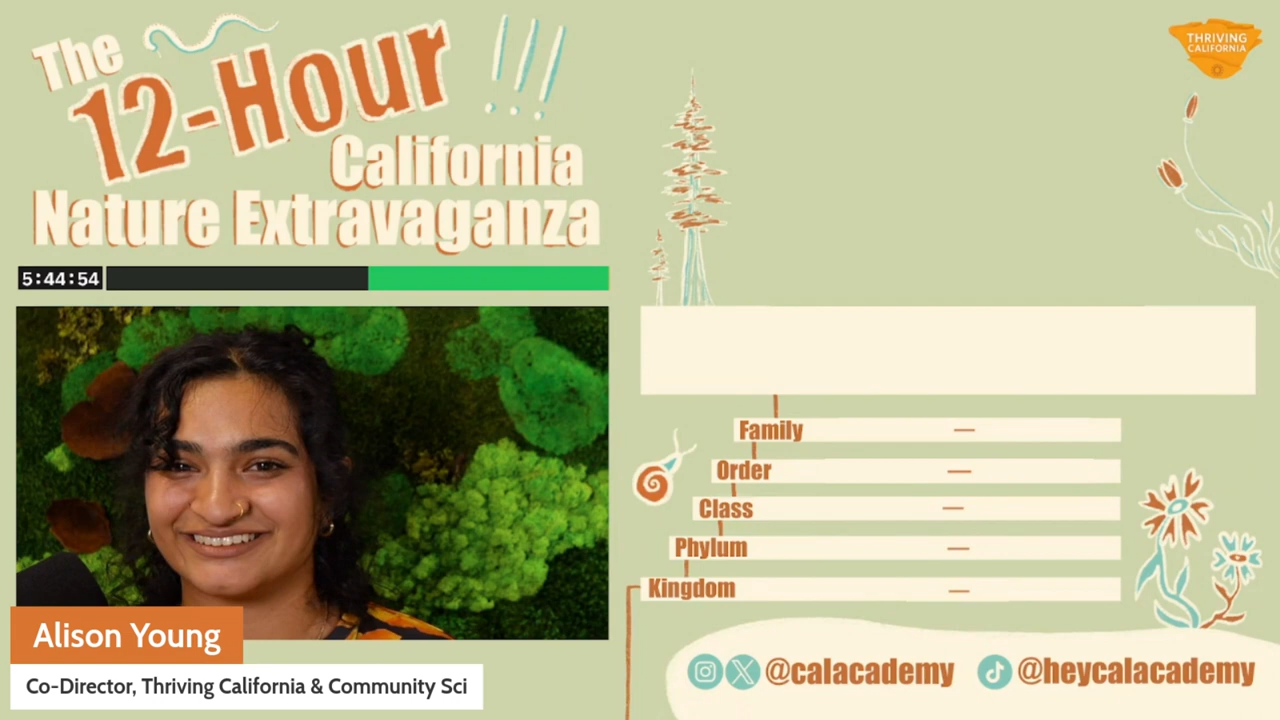 The
12-Hour !!!
California
Nature Extravaganza
THRIVING
CALIFORNIA
5:44:54
Family —
Order —
Class —
Phylum —
Kingdom —
Alison Young
Co-Director, Thriving California & Community Sci
@calacademy @heycalacademy